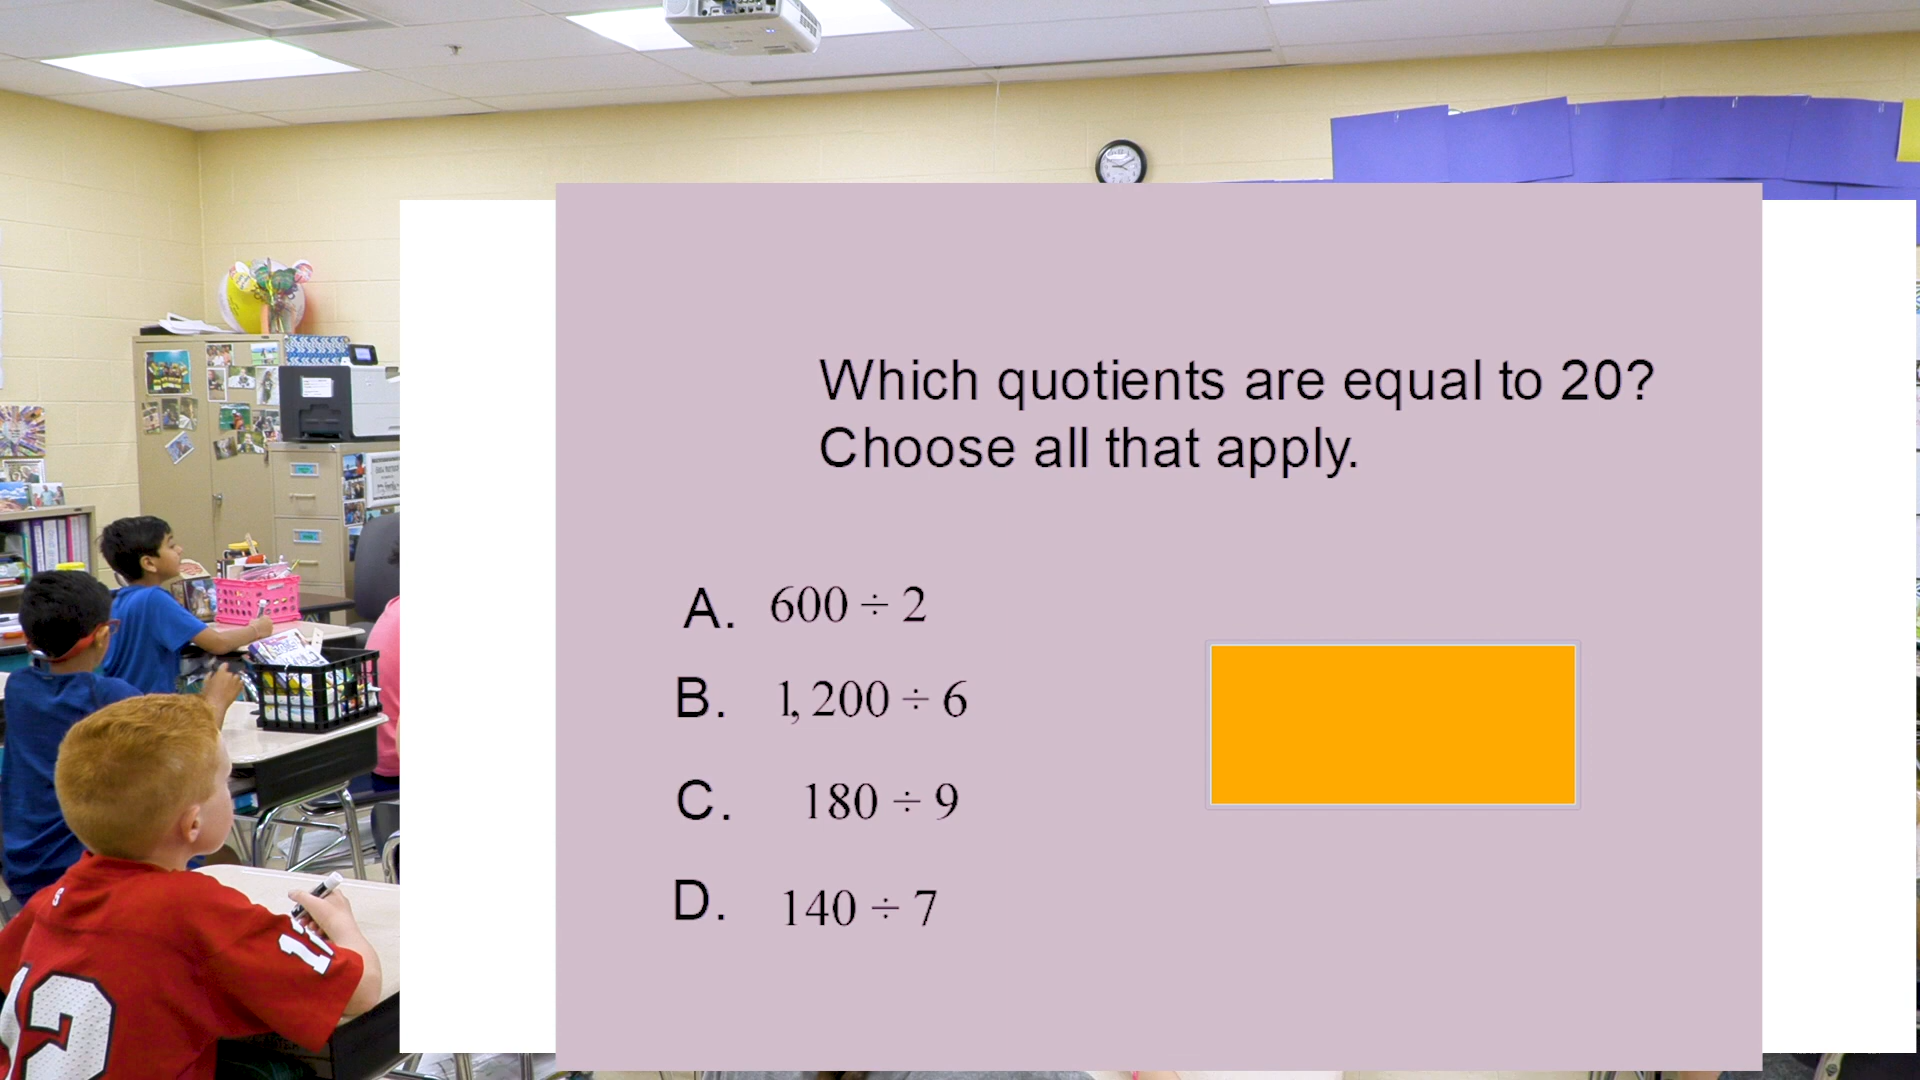 Which quotients are equal to 20?
Choose all that apply.
A. 600 ÷ 2
B. 1,200 ÷ 6
C. 180 ÷ 9
D. 140 ÷ 7
12